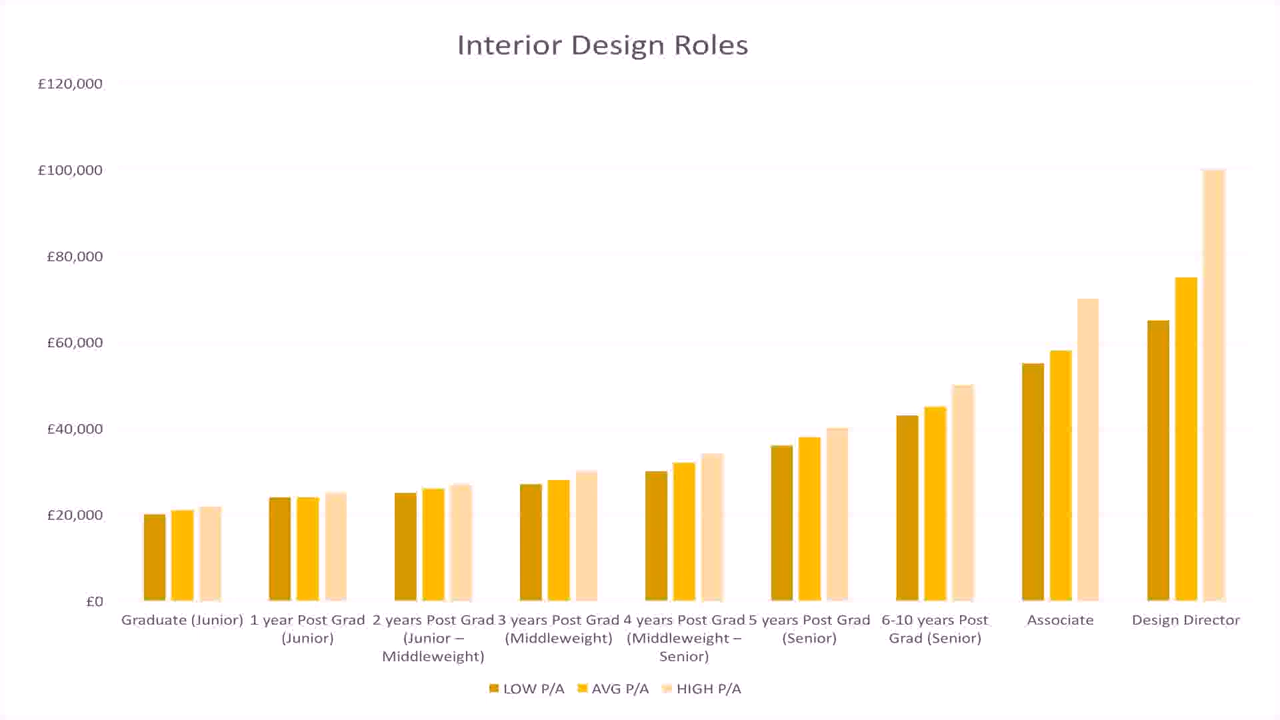 Interior Design Roles
£120,000
£100,000
£80,000
£60,000
£40,000
£20,000
£0
Graduate (Junior)
1 year Post Grad
(Junior)
2 years Post Grad
(Junior –
Middleweight)
3 years Post Grad
(Middleweight)
4 years Post Grad
(Middleweight –
Senior)
5 years Post Grad
(Senior)
6-10 years Post
Grad (Senior)
Associate
Design Director
LOW P/A
AVG P/A
HIGH P/A